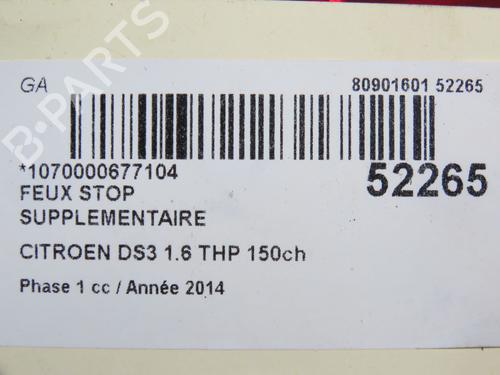 GA
80901601 52265
*1070000677104
52265
FEUX STOP
SUPPLEMENTAIRE
CITROEN DS3 1.6 THP 150ch
Phase 1 cc / Année 2014
B-PARTS